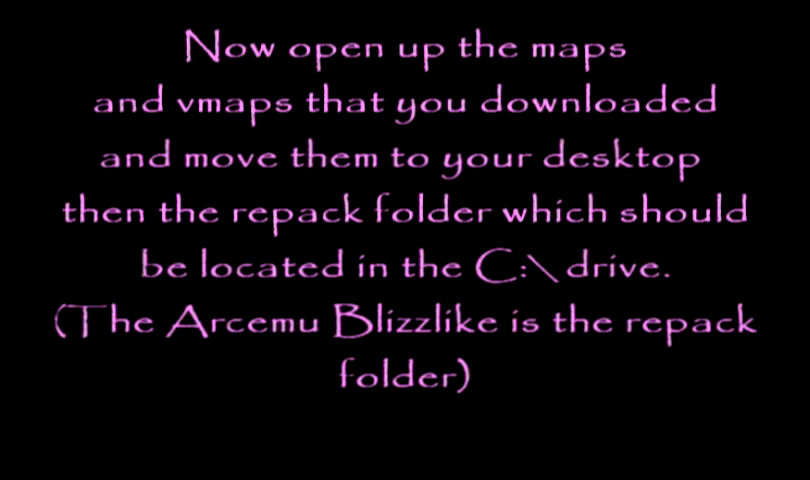 Now open up the maps
and vmaps that you downloaded
and move them to your desktop
then the repack folder which should
be located in the C:\ drive.
(The Arcemu Blizzlike is the repack
folder)